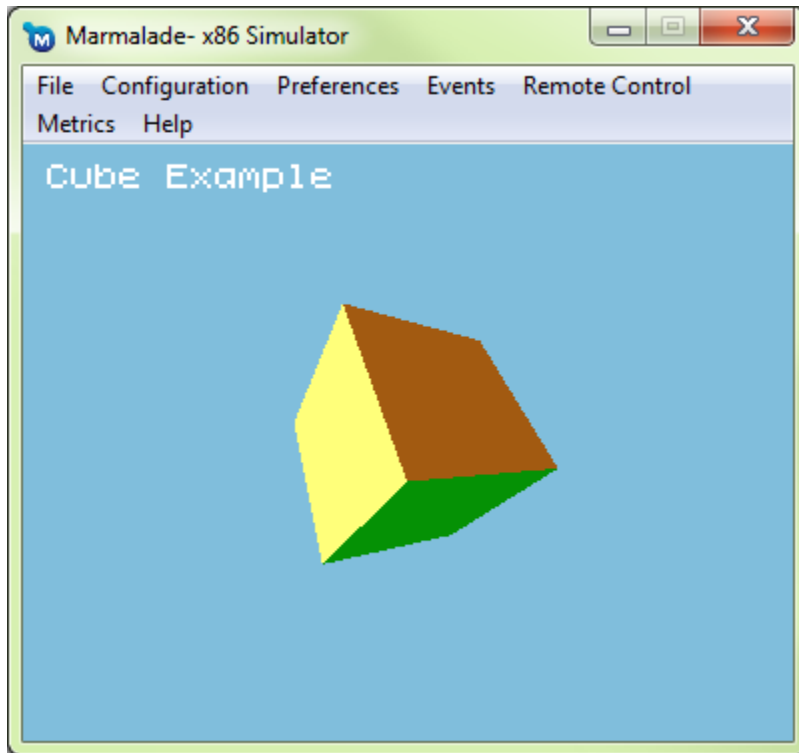 Marmalade- x86 Simulator
File Configuration Preferences Events Remote Control
Metrics Help
Cube Example